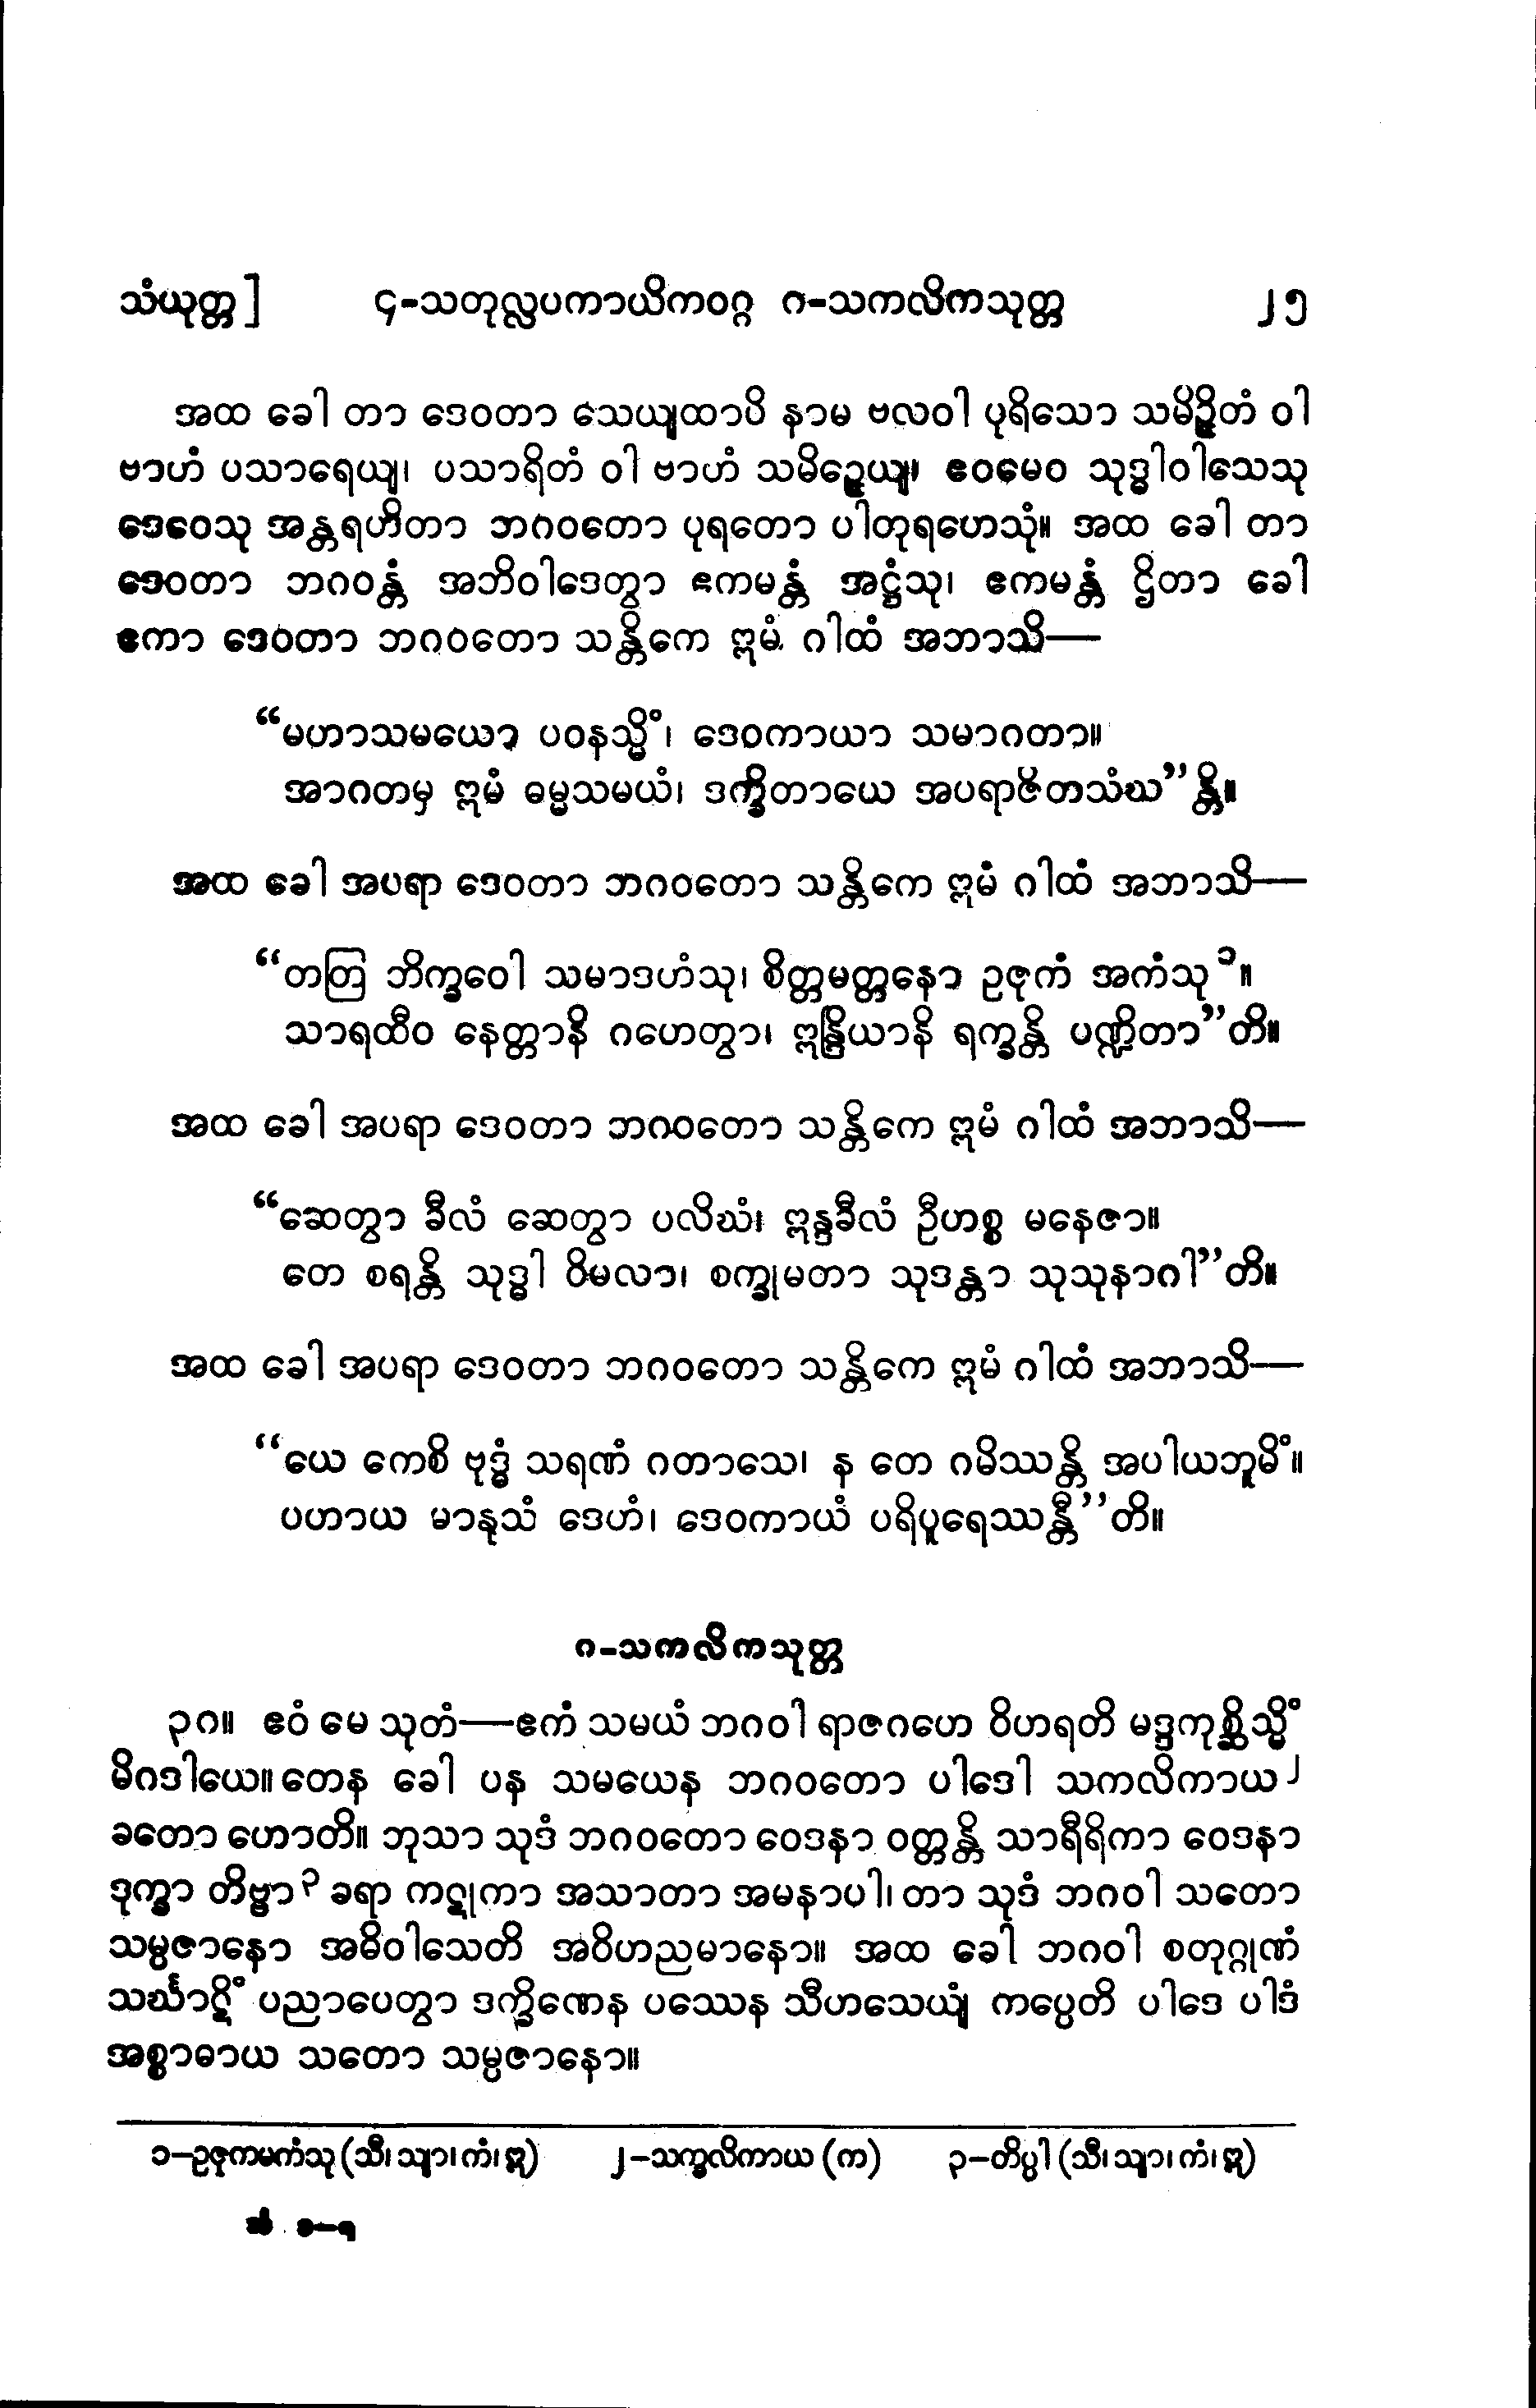 သံယုတ္တ]	၄-သတုလ္လပကာယိကဝဂ္ဂ ဂ-သကလိကသုတ္တ	၂၅
အထ ခေါ တာ ဒေဝတာ သေယျထာပိ နာမ ဗလဝါ ပုရိသော သမိဉ္ဇိတံ ဝါ
ဗာဟံ ပသာရေယျ၊ ပသာရိတံ ဝါ ဗာဟံ သမိဉ္ဇေယျ။ ဧဝမေဝ သုဒ္ဓါဝါသေသု
ဒေဝေသု အန္တရဟိတာ ဘဂဝတော ပုရတော ပါတုရဟေသုံ။ အထ ခေါ တာ
ဒေဝတာ ဘဂဝန္တံ အဘိဝါဒေတွာ ဧကမန္တံ အဋ္ဌံသု၊ ဧကမန္တံ ဌိတာ ခေါ
ဧကာ ဒေဝတာ ဘဂဝတော သန္တိကေ ဣမံ ဂါထံ အဘာသိ—
“မဟာသမယော ပဝနသ္မိံ၊ ဒေဝကာယာ သမာဂတာ။
အာဂတမှ ဣမံ ဓမ္မသမယံ၊ ဒက္ခိတာယေ အပရာဇိတသံဃ”န္တိ။
အထ ခေါ အပရာ ဒေဝတာ ဘဂဝတော သန္တိကေ ဣမံ ဂါထံ အဘာသိ—
“တတြ ဘိက္ခဝေါ သမာဒဟံသု၊ စိတ္တမတ္တနော ဥဇုကံ အကံသု ၁။
သာရထီဝ နေတ္တာနိ ဂဟေတွာ၊ ဣန္ဒြိယာနိ ရက္ခန္တိ ပဏ္ဍိတာ”တိ။
အထ ခေါ အပရာ ဒေဝတာ ဘဂဝတော သန္တိကေ ဣမံ ဂါထံ အဘာသိ—
“ဆေတွာ ခီလံ ဆေတွာ ပလိဃံ၊ ဣန္ဒခီလံ ဦဟစ္စ မနေဇာ။
တေ စရန္တိ သုဒ္ဓါ ဝိမလာ၊ စက္ခုမတာ သုဒန္တာ သုသုနာဂါ”တိ။
အထ ခေါ အပရာ ဒေဝတာ ဘဂဝတော သန္တိကေ ဣမံ ဂါထံ အဘာသိ—
“ယေ ကေစိ ဗုဒ္ဓံ သရဏံ ဂတာသေ၊ န တေ ဂမိဿန္တိ အပါယဘူမိံ။
ပဟာယ မာနုသံ ဒေဟံ၊ ဒေဝကာယံ ပရိပူရေဿန္တီ”တိ။
ဂ-သကလိကသုတ္တ
၃ဂ။ ဧဝံ မေ သုတံ—ဧကံ သမယံ ဘဂဝါ ရာဇဂဟေ ဝိဟရတိ မဒ္ဒကုစ္ဆိသ္မိံ
မိဂဒါယေ။ တေန ခေါ ပန သမယေန ဘဂဝတော ပါဒေါ သကလိကာယ၂
ခတော ဟောတိ။ ဘုသာ သုဒံ ဘဂဝတော ဝေဒနာ ဝတ္တန္တိ သာရီရိကာ ဝေဒနာ
ဒုက္ခာ တိဗ္ဗာ၃ ခရာ ကဋုကာ အသာတာ အမနာပါ၊ တာ သုဒံ ဘဂဝါ သတော
သမ္ပဇာနော အဓိဝါသေတိ အဝိဟညမာနော။ အထ ခေါ ဘဂဝါ စတုဂ္ဂုဏံ
သင်္ဃာဋိံ ပညာပေတွာ ဒက္ခိဏေန ပဿေန သီဟသေယျံ ကပ္ပေတိ ပါဒေ ပါဒံ
အစ္စာဓာယ သတော သမ္ပဇာနော။
၁-ဥဇုကမကံသု (သီ၊ သျာ၊ ကံ၊ ဣ)	၂-သက္ခလိကာယ (က)	၃-တိပ္ပါ (သီ၊ သျာ၊ ကံ၊ ဣ)